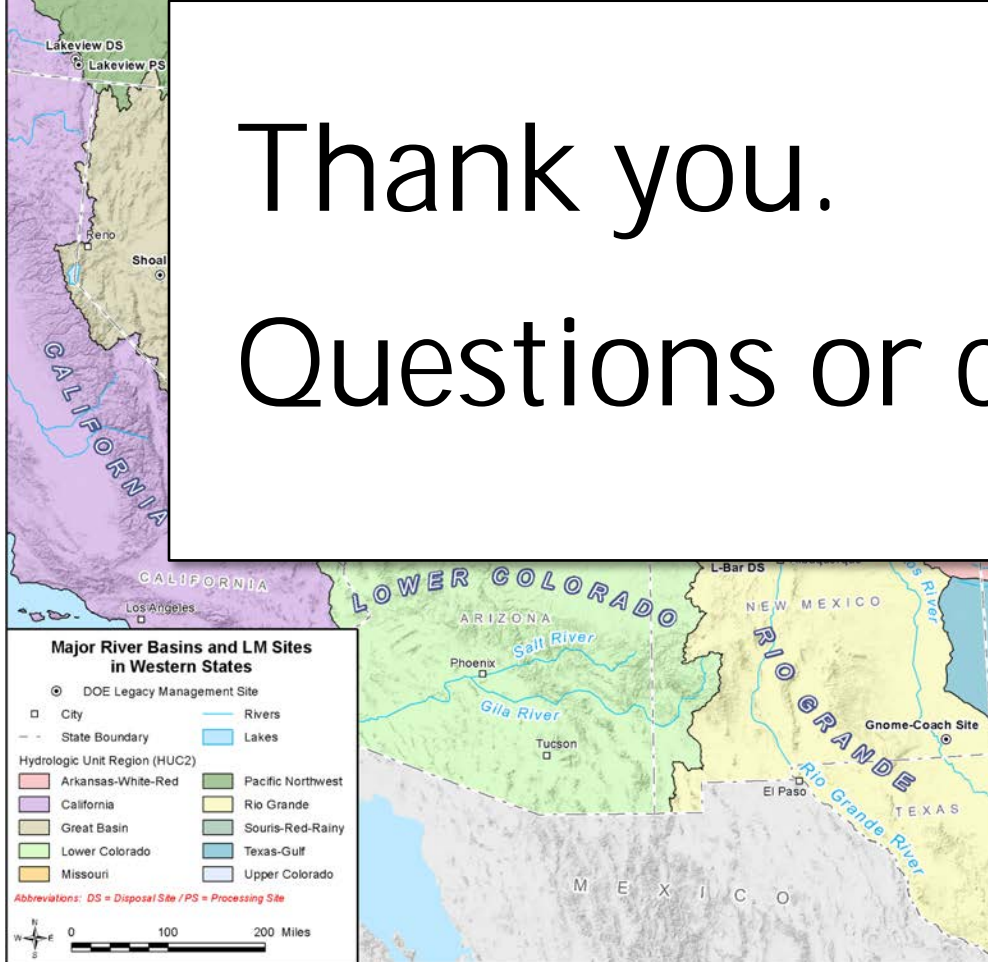 Lakeview DS
Lakeview PS
Thank you.
Reno
Shoal
Questions or
CALIFORNIA
CALIFORNIA
Los Angeles
LOWER COLORADO
ARIZONA
Salt River
Phoenix
Gila River
Tucson
L-Bar DS
Albuquerque
NEW MEXICO
River
RIO GRANDE
Gnome-Coach Site
El Paso
Rio Grande River
TEXAS
MEXICO
Major River Basins and LM Sites
in Western States
DOE Legacy Management Site
City
Rivers
State Boundary
Lakes
Hydrologic Unit Region (HUC2)
Arkansas-White-Red
Pacific Northwest
California
Rio Grande
Great Basin
Souris-Red-Rainy
Lower Colorado
Texas-Gulf
Missouri
Upper Colorado
Abbreviations: DS = Disposal Site / PS = Processing Site
N
W E
S
0 100 200 Miles